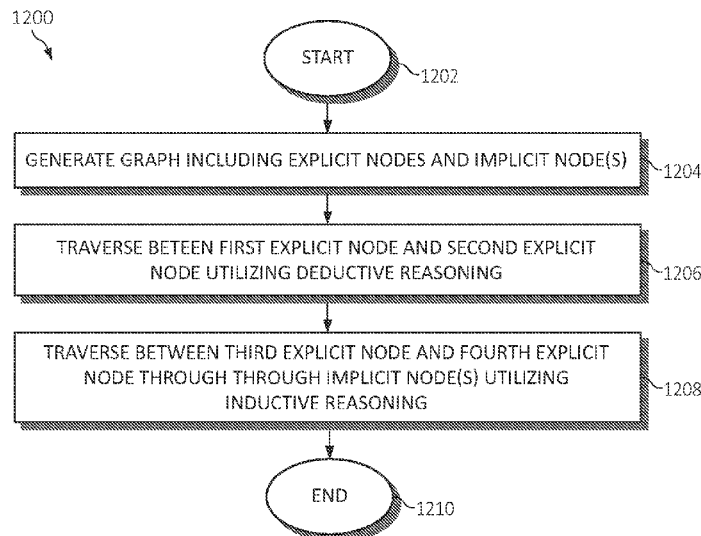 1200
START
1202
GENERATE GRAPH INCLUDING EXPLICIT NODES AND IMPLICIT NODE(S)
1204
TRAVERSE BETEEN FIRST EXPLICIT NODE AND SECOND EXPLICIT
NODE UTILIZING DEDUCTIVE REASONING
1206
TRAVERSE BETWEEN THIRD EXPLICIT NODE AND FOURTH EXPLICIT
NODE THROUGH THROUGH IMPLICIT NODE(S) UTILIZING
INDUCTIVE REASONING
1208
END
1210